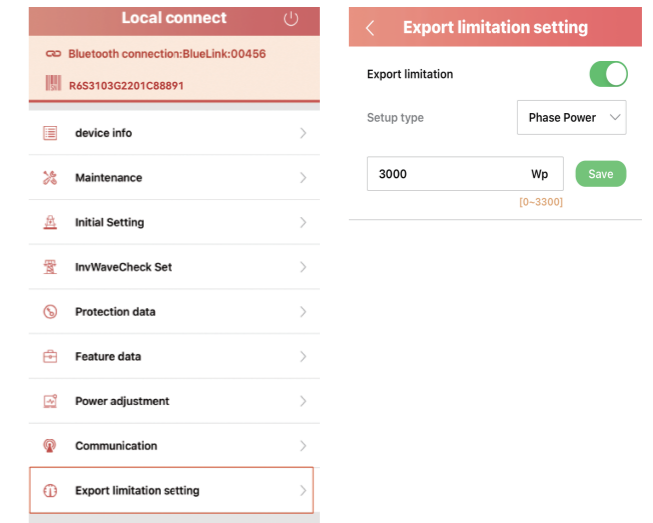 Local connect
Bluetooth connection:BlueLink:00456
R6S3103G2201C88891
device info
Maintenance
Initial Setting
InvWaveCheck Set
Protection data
Feature data
Power adjustment
Communication
Export limitation setting
Export limitation setting
Export limitation
Setup type
Phase Power
3000 Wp
Save
[0~3300]